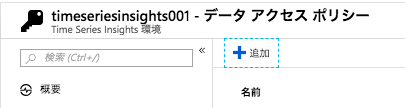 timeseriesinsights001 - データ アクセス ポリシー
Time Series Insights 環境
検索 (Ctrl+/)
«
追加
概要
名前